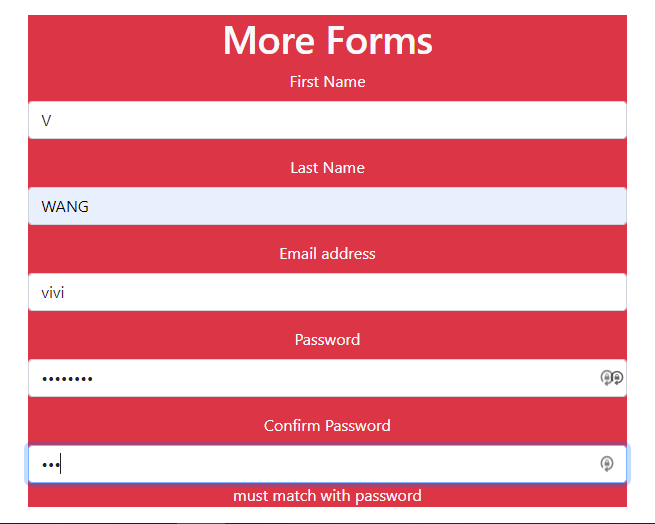 More Forms
First Name
V
Last Name
WANG
Email address
vivi
Password
••••••••
Confirm Password
•••
must match with password